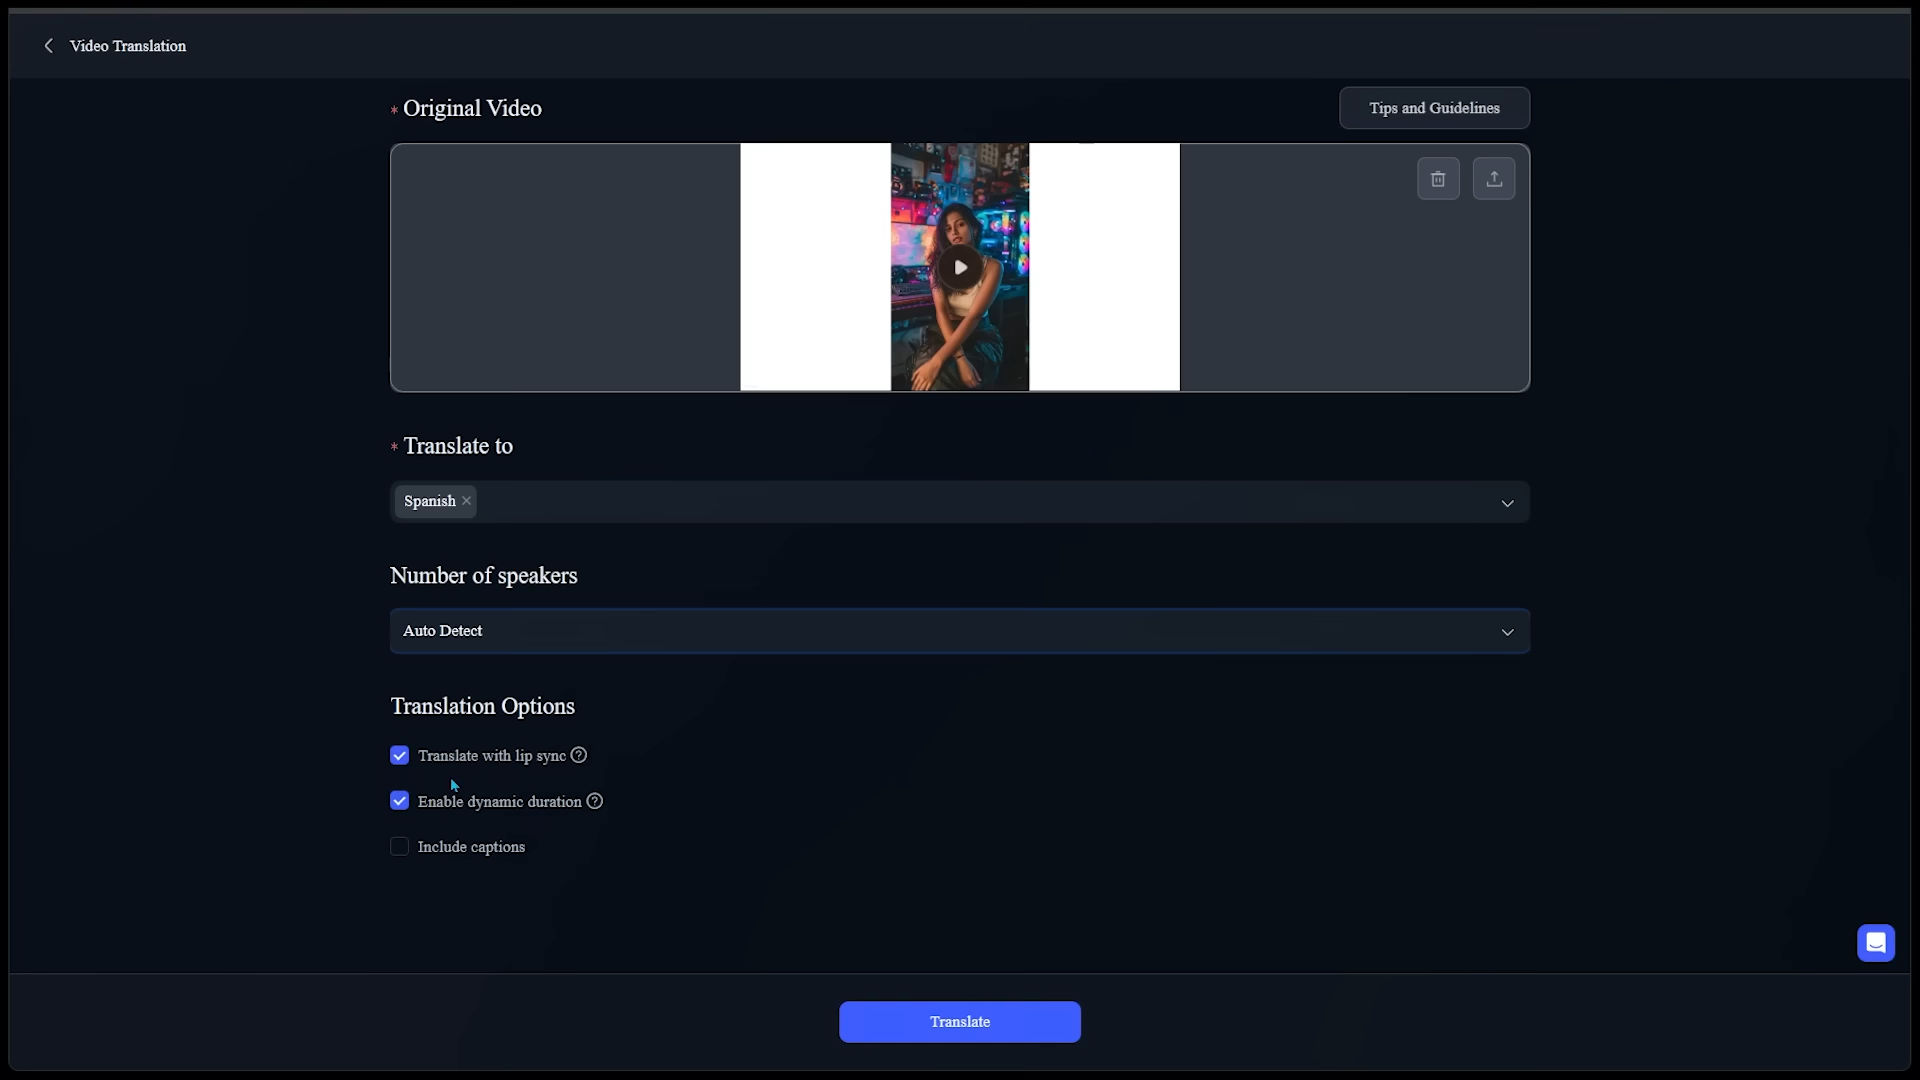 Video Translation
* Original Video
Tips and Guidelines
* Translate to
Spanish
Number of speakers
Auto Detect
Translation Options
Translate with lip sync
Enable dynamic duration
Include captions
Translate